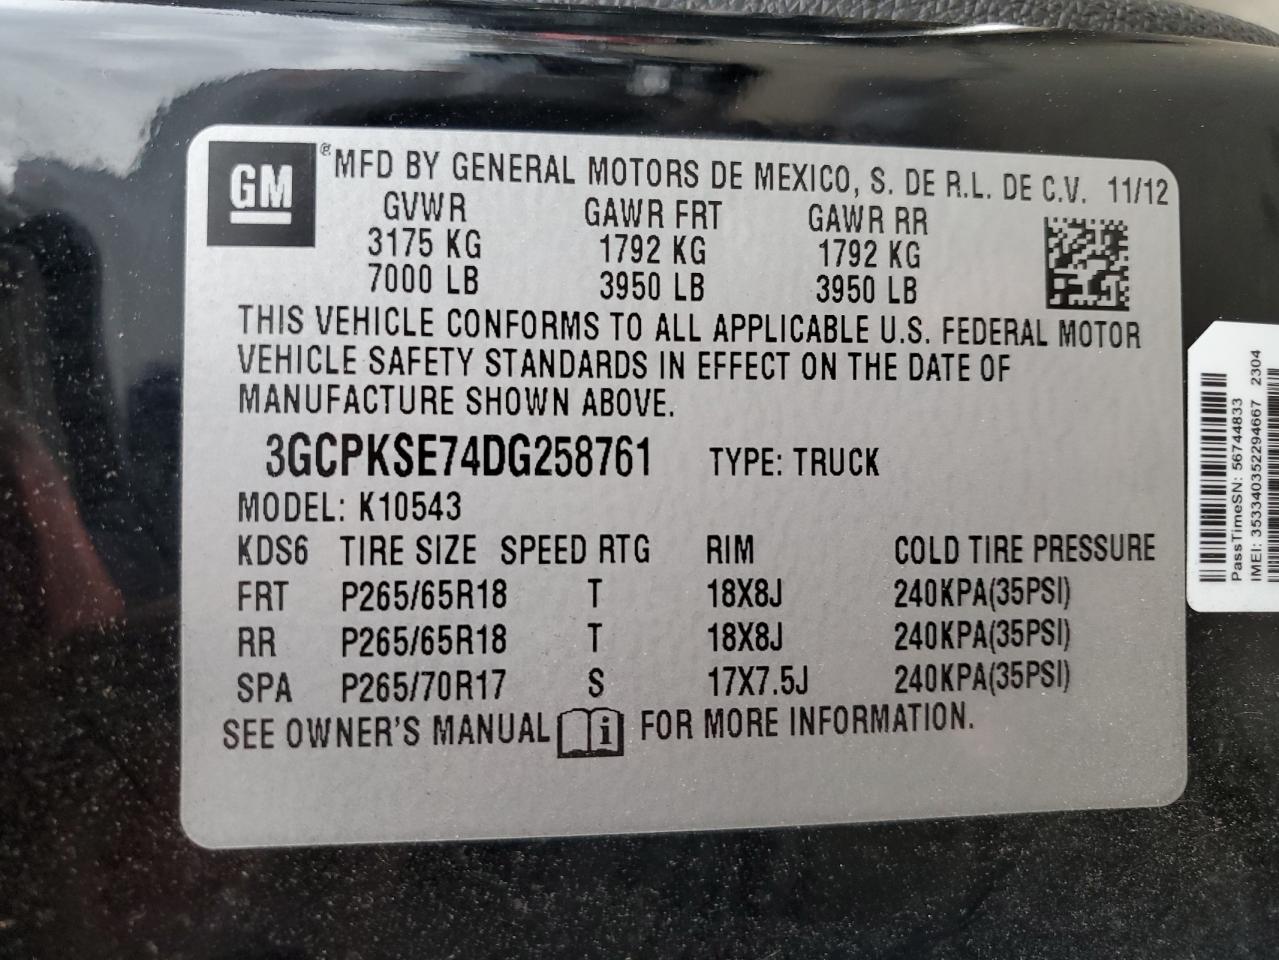 GM
® MFD BY GENERAL MOTORS DE MEXICO, S. DE R.L. DE C.V. 11/12
GVWR GAWR FRT GAWR RR
3175 KG 1792 KG 1792 KG
7000 LB 3950 LB 3950 LB
THIS VEHICLE CONFORMS TO ALL APPLICABLE U.S. FEDERAL MOTOR
VEHICLE SAFETY STANDARDS IN EFFECT ON THE DATE OF
MANUFACTURE SHOWN ABOVE.
3GCPKSE74DG258761 TYPE: TRUCK
MODEL: K10543
KDS6 TIRE SIZE SPEED RTG RIM COLD TIRE PRESSURE
FRT P265/65R18 T 18X8J 240KPA(35PSI)
RR P265/65R18 T 18X8J 240KPA(35PSI)
SPA P265/70R17 S 17X7.5J 240KPA(35PSI)
SEE OWNER'S MANUAL i FOR MORE INFORMATION.
PassTimeSN: 56744833
IMEI: 353340352294667 2304